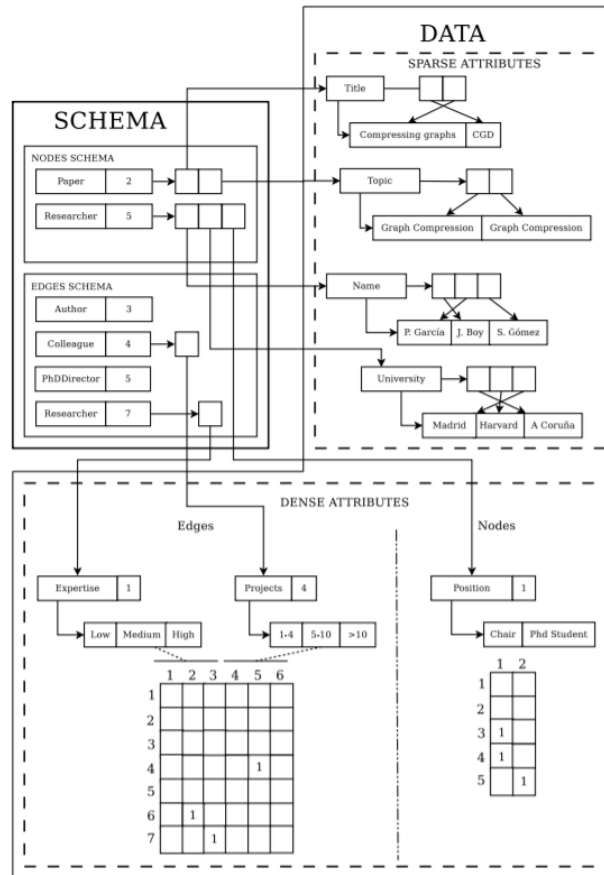 DATA
SPARSE ATTRIBUTES
Title
Compressing graphs CGD
SCHEMA
NODES SCHEMA
Paper 2
Topic
Researcher 5
Graph Compression Graph Compression
EDGES SCHEMA
Name
Author 3
P. García J. Boy S. Gómez
Colleague 4
University
PhDDirector 5
Researcher 7
Madrid Harvard A Coruña
DENSE ATTRIBUTES
Edges Nodes
Expertise 1 Projects 4 Position 1
Low Medium High 1-4 5-10 >10 Chair Phd Student
1 2 3 4 5 6 1 2
1 1
2 2
3 3 1
4 1 4 1
5 5 1
6 1
7 1